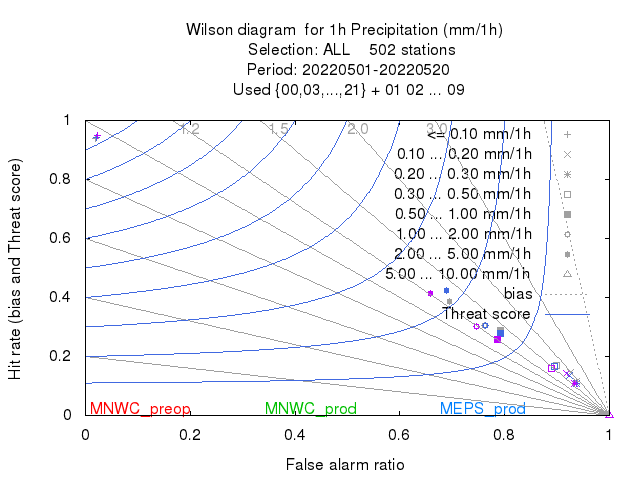 Wilson diagram  for 1h Precipitation (mm/1h)
Selection: ALL    502 stations
Period: 20220501-20220520
Used {00,03,...,21} + 01 02 ... 09
1.2 1.5 2.0 3.0
<= 0.10 mm/1h
0.10 ... 0.20 mm/1h
0.20 ... 0.30 mm/1h
0.30 ... 0.50 mm/1h
0.50 ... 1.00 mm/1h
1.00 ... 2.00 mm/1h
2.00 ... 5.00 mm/1h
5.00 ... 10.00 mm/1h
bias
Threat score
1
0.8
0.6
0.4
0.2
0
Hit rate (bias and Threat score)
MNWC_preop MNWC_prod MEPS_prod
0 0.2 0.4 0.6 0.8 1
False alarm ratio